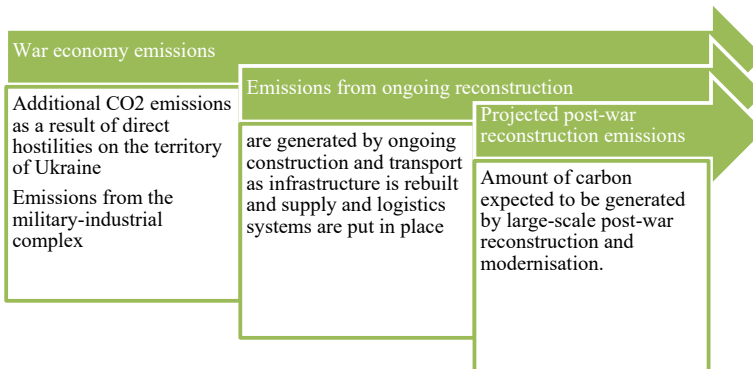 War economy emissions
Additional CO2 emissions
as a result of direct
hostilities on the territory
of Ukraine
Emissions from the
military-industrial
complex
Emissions from ongoing reconstruction
are generated by ongoing
construction and transport
as infrastructure is rebuilt
and supply and logistics
systems are put in place
Projected post-war
reconstruction emissions
Amount of carbon
expected to be generated
by large-scale post-war
reconstruction and
modernisation.